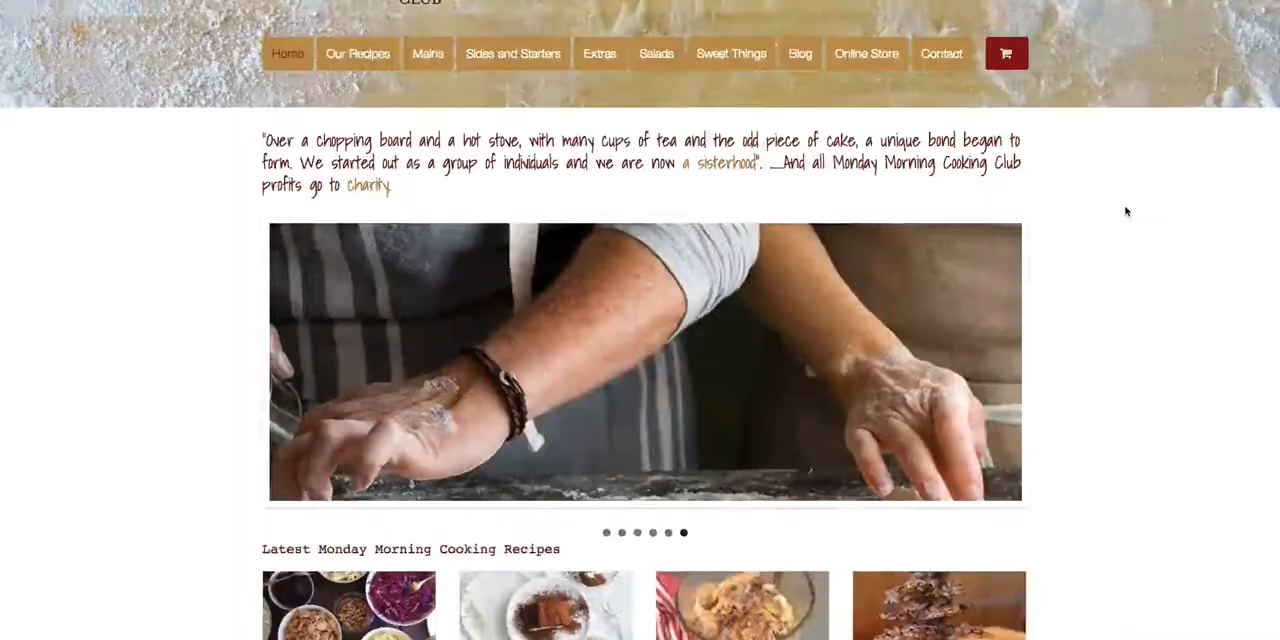 CLUB
Home Our Recipes Mains Sides and Starters Extras Salads Sweet Things Blog Online Store Contact
"Over a chopping board and a hot stove, with many cups of tea and the odd piece of cake, a unique bond began to
form. We started out as a group of individuals and we are now a sisterhood". ....And all Monday Morning Cooking Club
profits go to charity.
Latest Monday Morning Cooking Recipes